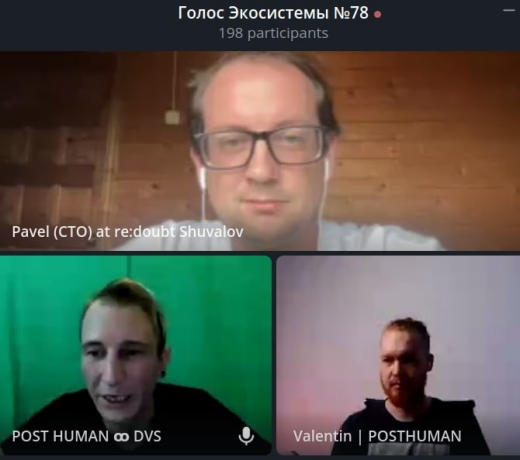 Голос Экосистемы №78
198 participants
Pavel (CTO) at re:doubt Shuvalov
POST HUMAN ꝏ DVS
Valentin | POSTHUMAN